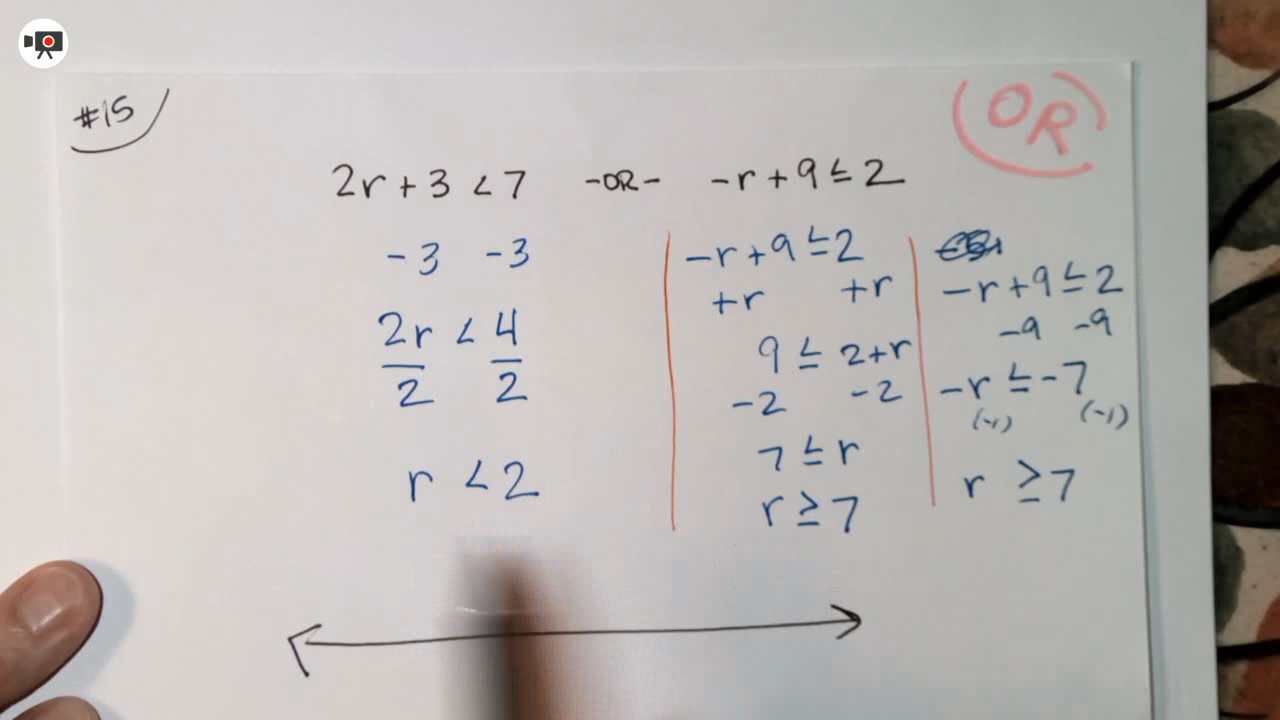 #15
OR
2r + 3 < 7 -OR- -r + 9 ≤ 2
-3 -3
2r < 4
2 2
r < 2
-r + 9 ≤ 2
+r +r
9 ≤ 2+r
-2 -2
7 ≤ r
r ≥ 7
-r + 9 ≤ 2
-9 -9
-r ≤ -7
(-1) (-1)
r ≥ 7